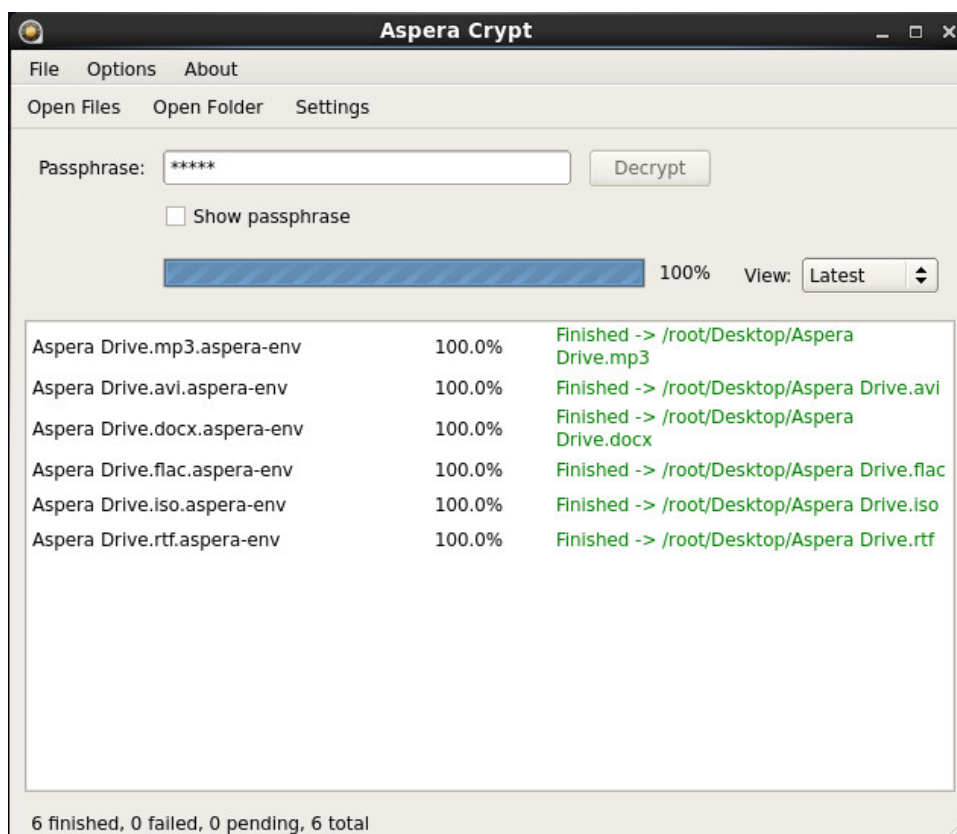 Aspera Crypt
File Options About
Open Files Open Folder Settings
Passphrase: ***** Decrypt
Show passphrase
100% View: Latest
Aspera Drive.mp3.aspera-env 100.0% Finished -> /root/Desktop/Aspera
Drive.mp3
Aspera Drive.avi.aspera-env 100.0% Finished -> /root/Desktop/Aspera Drive.avi
Aspera Drive.docx.aspera-env 100.0% Finished -> /root/Desktop/Aspera
Drive.docx
Aspera Drive.flac.aspera-env 100.0% Finished -> /root/Desktop/Aspera Drive.flac
Aspera Drive.iso.aspera-env 100.0% Finished -> /root/Desktop/Aspera Drive.iso
Aspera Drive.rtf.aspera-env 100.0% Finished -> /root/Desktop/Aspera Drive.rtf
6 finished, 0 failed, 0 pending, 6 total